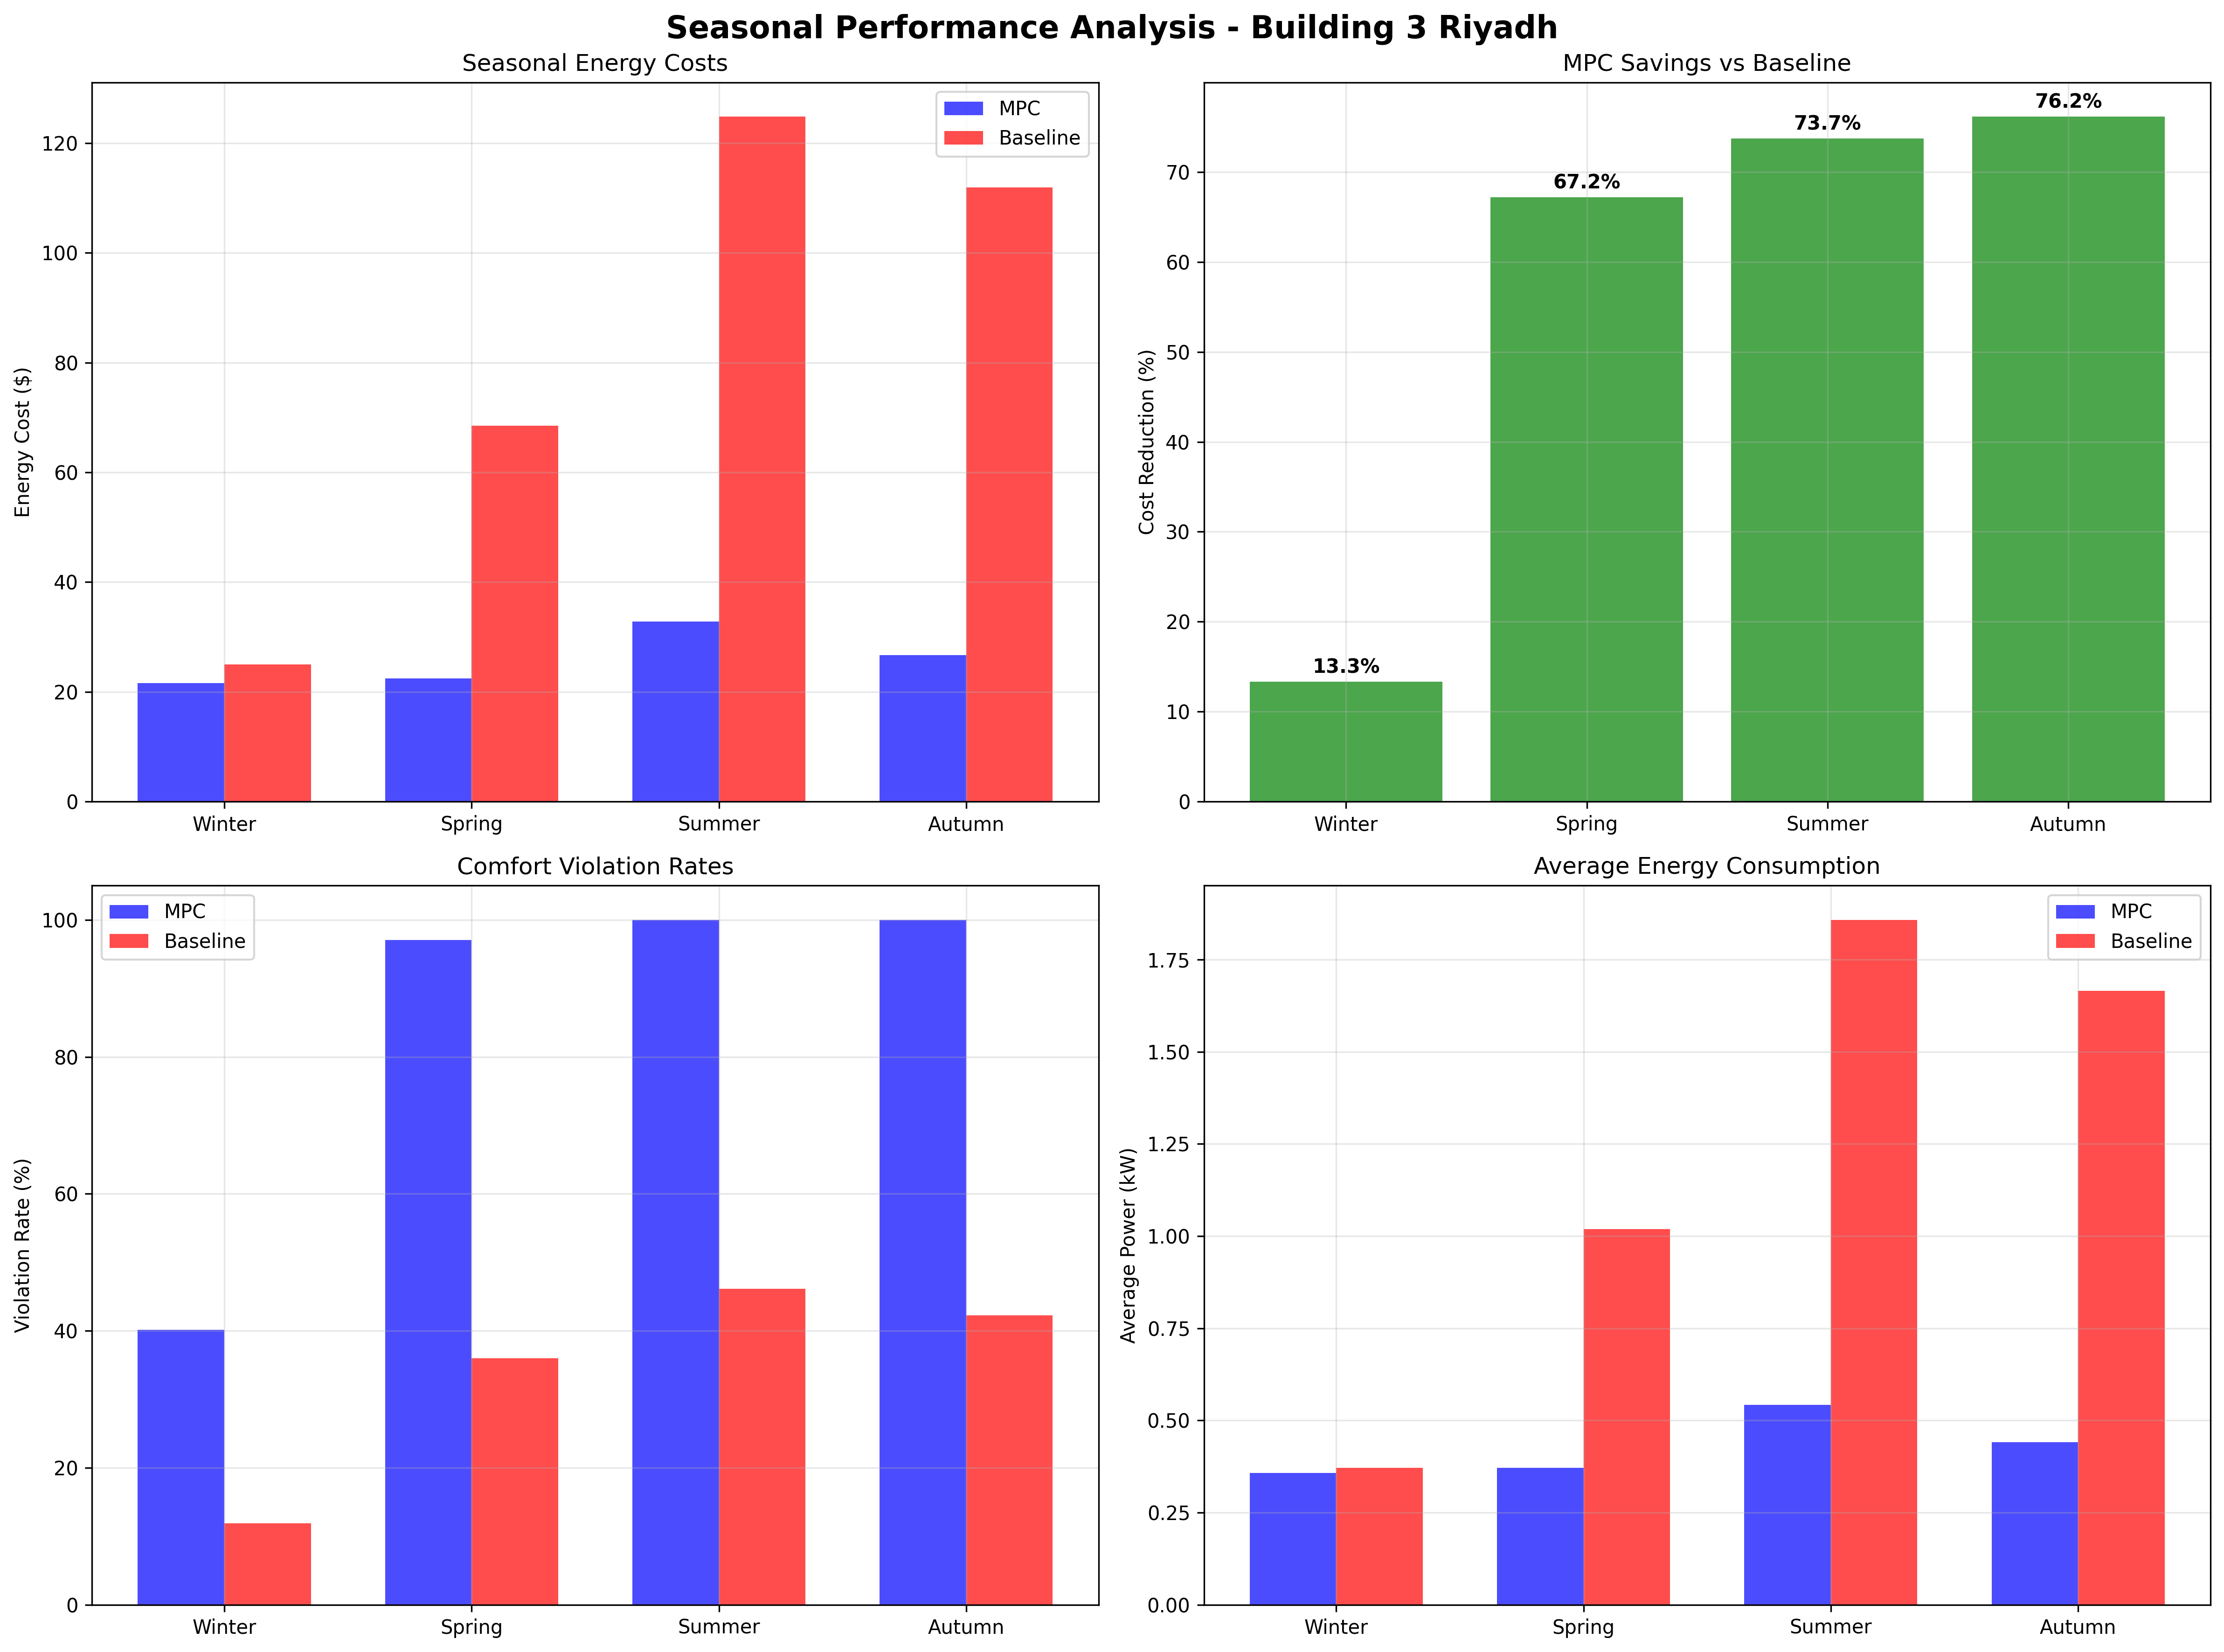 Seasonal Performance Analysis - Building 3 Riyadh
Seasonal Energy Costs
MPC
Baseline
Energy Cost ($)
120
100
80
60
40
20
0
Winter Spring Summer Autumn
MPC Savings vs Baseline
76.2%
73.7%
67.2%
13.3%
Cost Reduction (%)
70
60
50
40
30
20
10
0
Winter Spring Summer Autumn
Comfort Violation Rates
MPC
Baseline
Violation Rate (%)
100
80
60
40
20
0
Winter Spring Summer Autumn
Average Energy Consumption
MPC
Baseline
Average Power (kW)
1.75
1.50
1.25
1.00
0.75
0.50
0.25
0.00
Winter Spring Summer Autumn